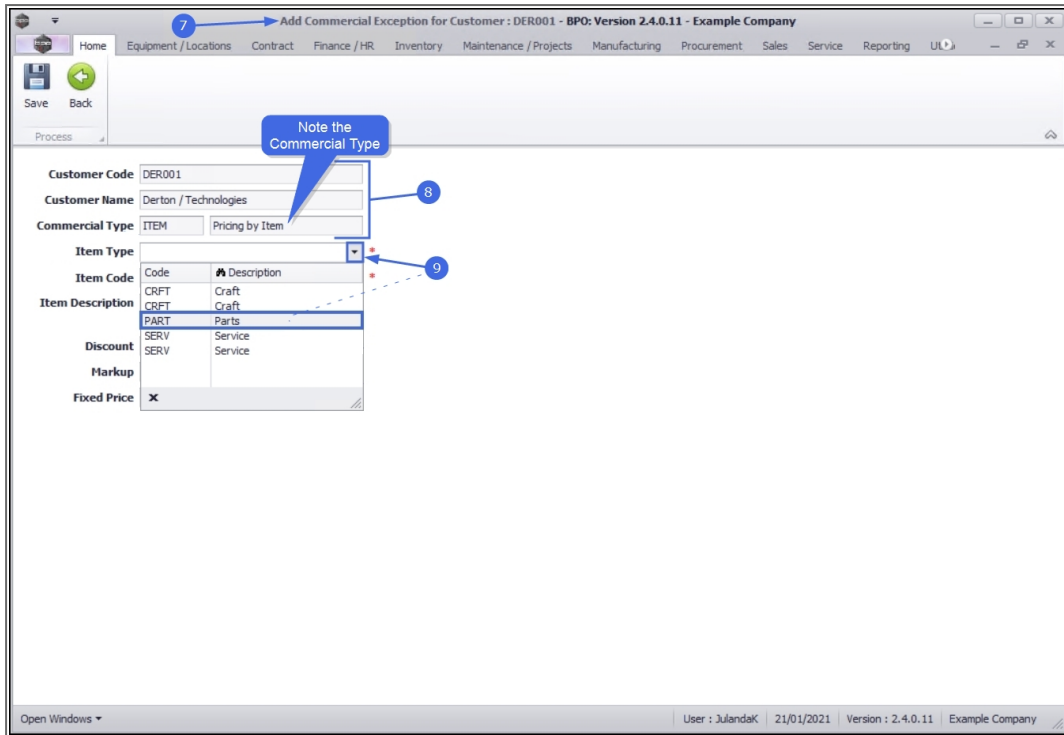 7
Add Commercial Exception for Customer : DER001 - BPO: Version 2.4.0.11 - Example Company
Home Equipment / Locations Contract Finance / HR Inventory Maintenance / Projects Manufacturing Procurement Sales Service Reporting
Save Back
Process
Note the
Commercial Type
Customer Code DER001
Customer Name Derton / Technologies
8
Commercial Type ITEM Pricing by Item
Item Type *
9
Item Code *
Code Description
CRFT Craft
Item Description
CRFT Craft
PART Parts
SERV Service
Discount
SERV Service
Markup
Fixed Price x
Open Windows User : JulandaK 21/01/2021 Version : 2.4.0.11 Example Company